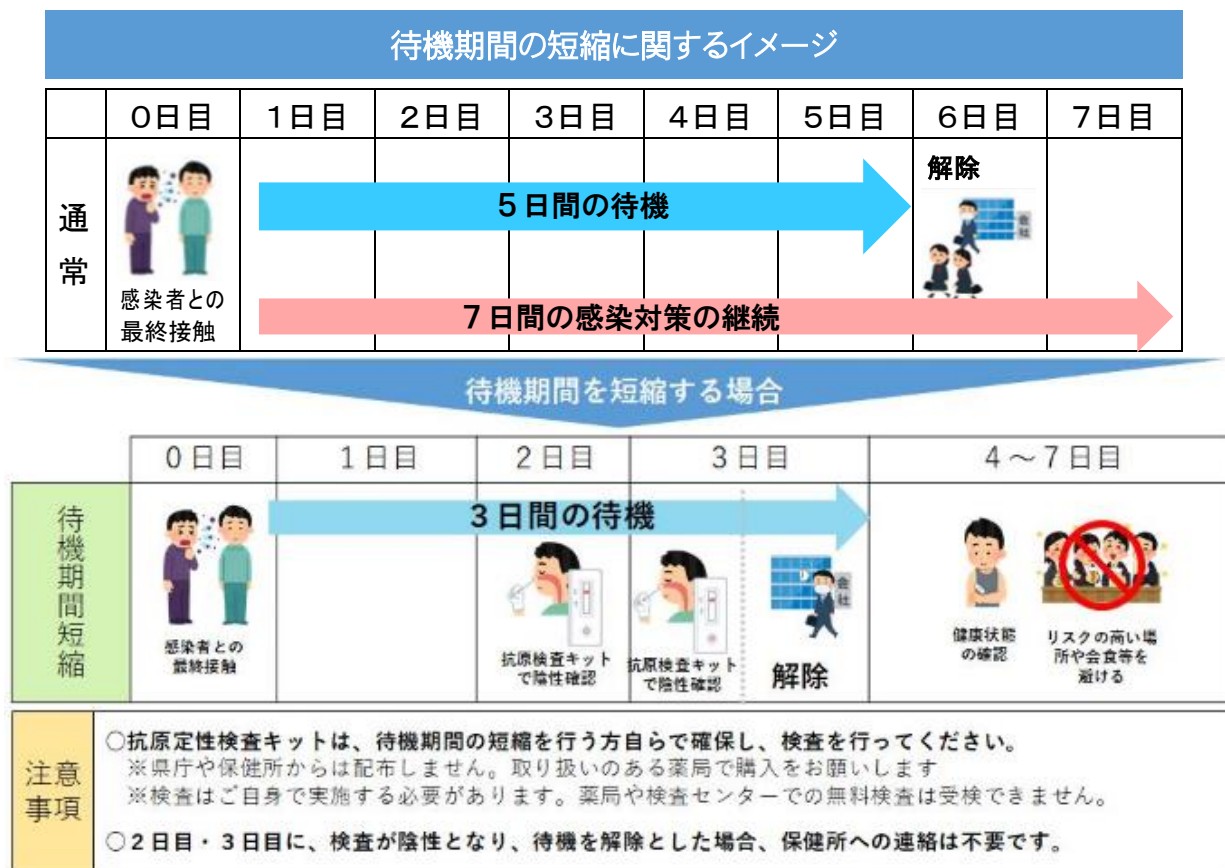 待機期間の短縮に関するイメージ
0日目 1日目 2日目 3日目 4日目 5日目 6日目 7日目
通常
感染者との
最終接触
5日間の待機
解除
会社
7日間の感染対策の継続
待機期間を短縮する場合
0日目 1日目 2日目 3日目 4～7日目
待機期間短縮
感染者との
最終接触
3日間の待機
抗原検査キット
で陰性確認
抗原検査キット
で陰性確認
会社
解除
健康状態
の確認
リスクの高い場
所や会食等を
避ける
注意
事項
○抗原定性検査キットは、待機期間の短縮を行う方自らで確保し、検査を行ってください。
※県庁や保健所からは配布しません。取り扱いのある薬局で購入をお願いします
※検査はご自身で実施する必要があります。薬局や検査センターでの無料検査は受検できません。
○2日目・3日目に、検査が陰性となり、待機を解除とした場合、保健所への連絡は不要です。